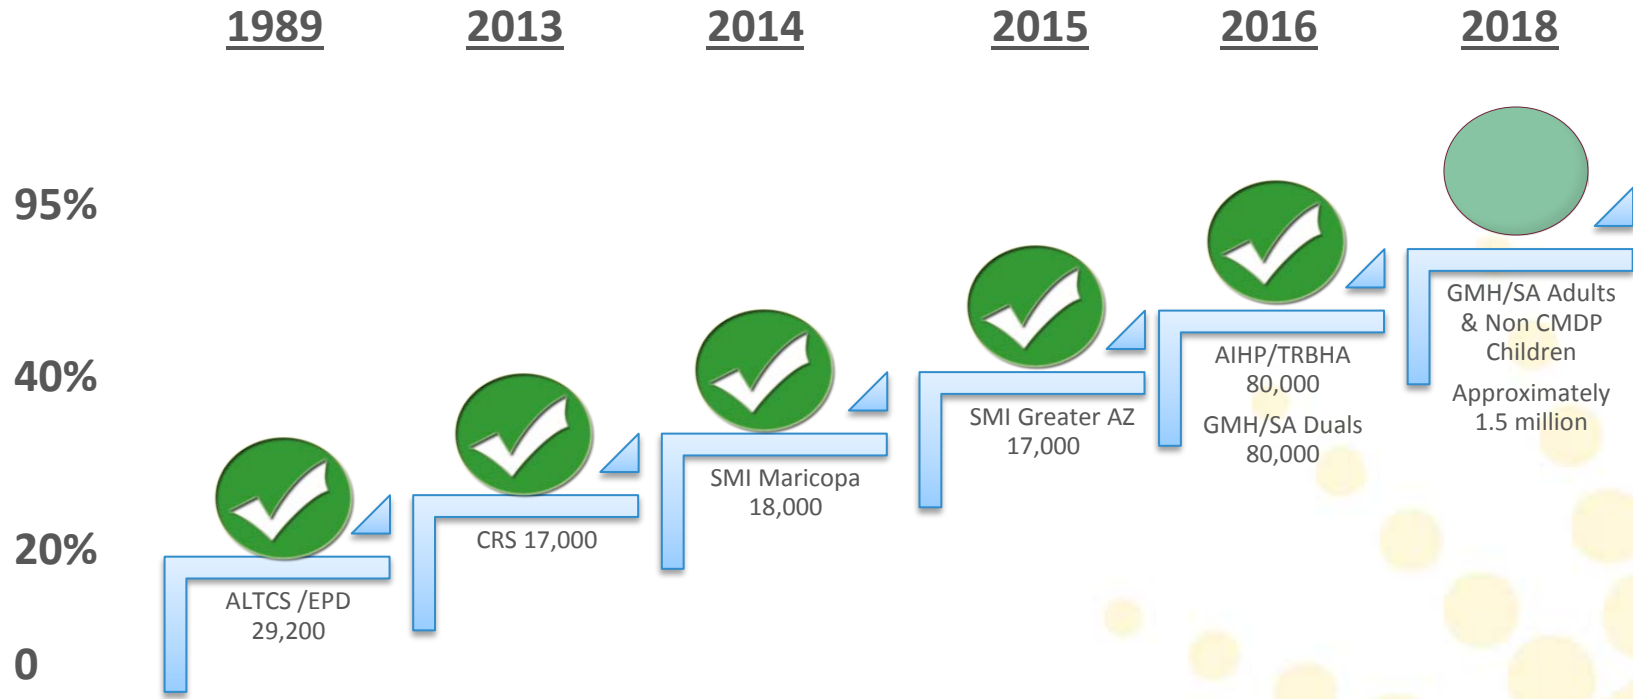 1989 2013 2014 2015 2016 2018
95%
40%
20%
0
ALTCS /EPD
29,200
CRS 17,000
SMI Maricopa
18,000
SMI Greater AZ
17,000
AIHP/TRBHA
80,000
GMH/SA Duals
80,000
GMH/SA Adults
& Non CMDP
Children
Approximately
1.5 million